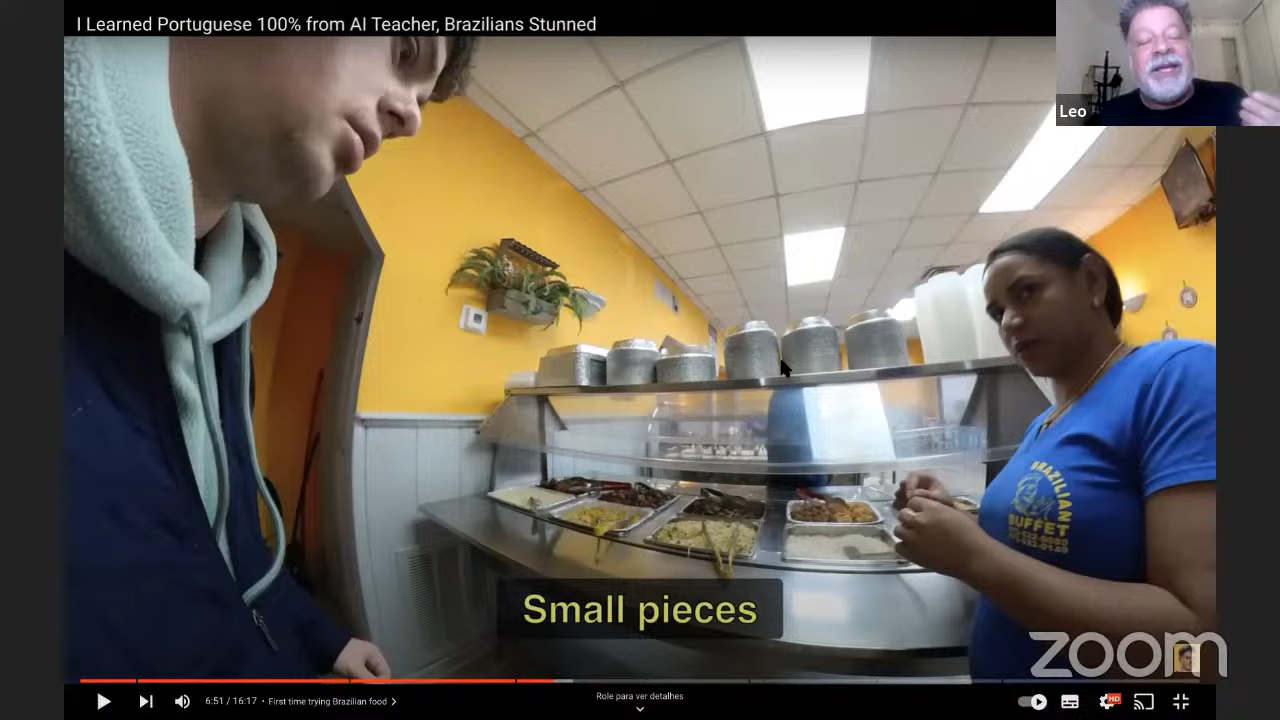 I Learned Portuguese 100% from AI Teacher, Brazilians Stunned
Leo
BRAZILIAN
BUFFET
Small pieces
zoom
6:51 / 16:17 • First time trying Brazilian food >
Role para ver detalhes
HD